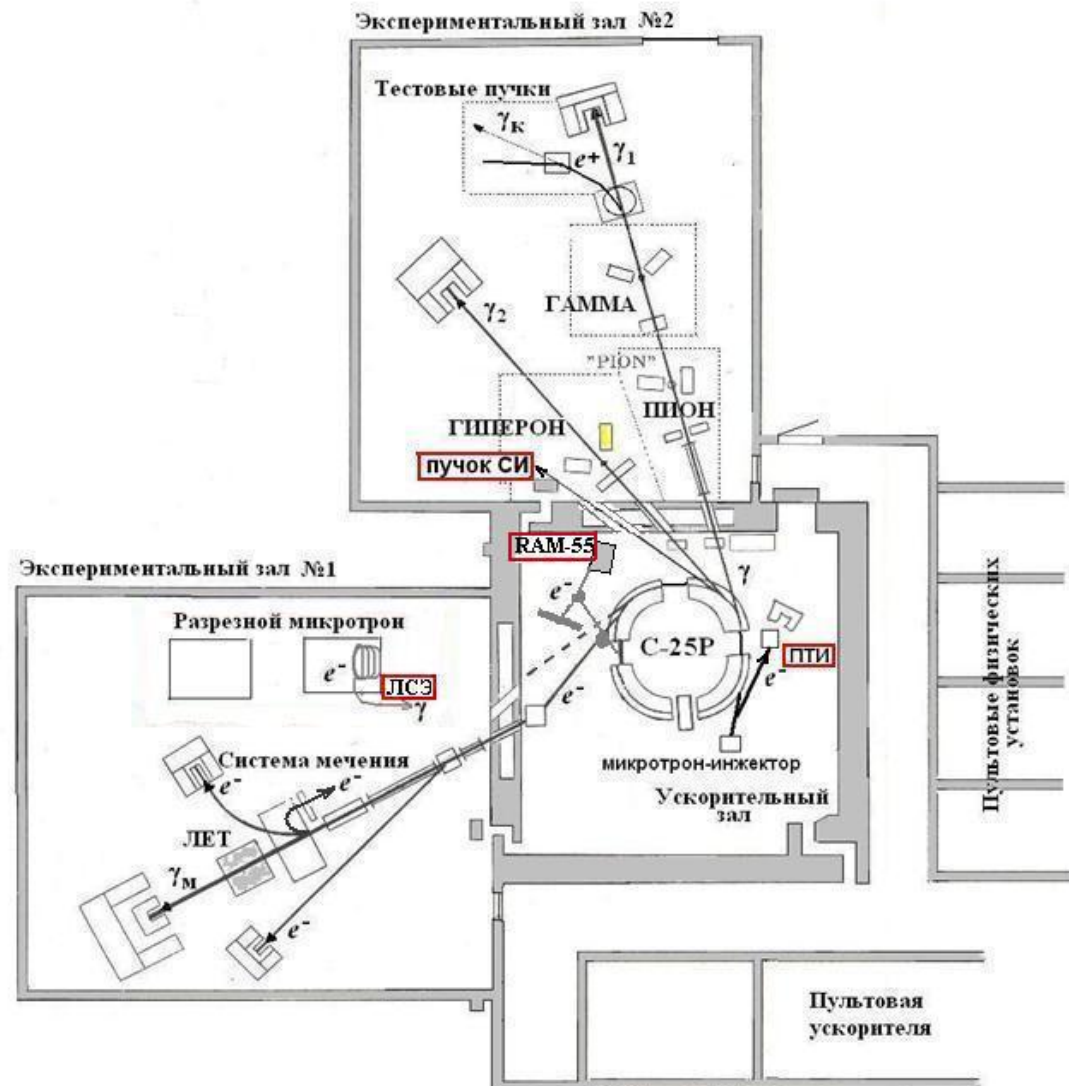 Экспериментальный зал №2
Тестовые пучки
γк
e+
γ1
ГАММА
γ2
"PION"
ПИОН
ГИПЕРОН
пучок СИ
RAM-55
Экспериментальный зал №1
γ
e-
Разрезной микротрон
С-25Р
ПТИ
e-
ЛСЭ
e-
e-
γ
Система мечения
микротрон-инжектор
e-
e-
Ускорительный
зал
ЛЕТ
γм
e-
Пультовые физических
установок
Пультовая
ускорителя